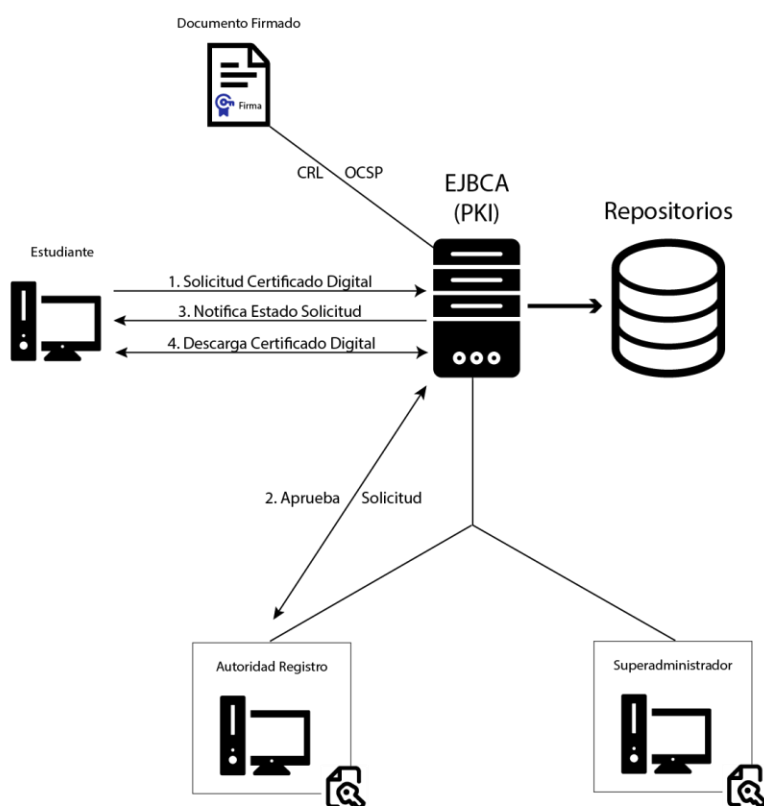 Documento Firmado
Firma
CRL OCSP
EJBCA
(PKI)
Repositorios
Estudiante
1. Solicitud Certificado Digital
3. Notifica Estado Solicitud
4. Descarga Certificado Digital
2. Aprueba Solicitud
Autoridad Registro
Superadministrador